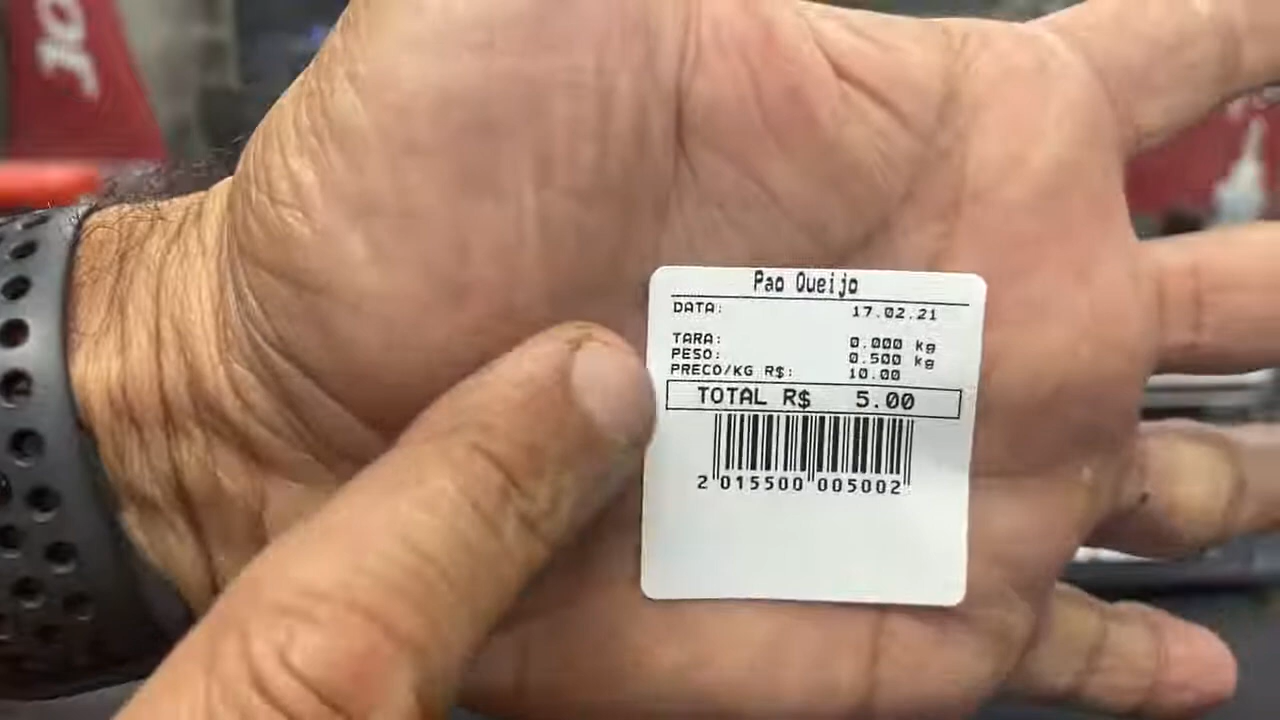 Pao Queijo
DATA: 17.02.21
TARA: 0.000 kg
PESO: 0.500 kg
PRECO/KG R$: 10.00
TOTAL R$ 5.00
2 015500 005002